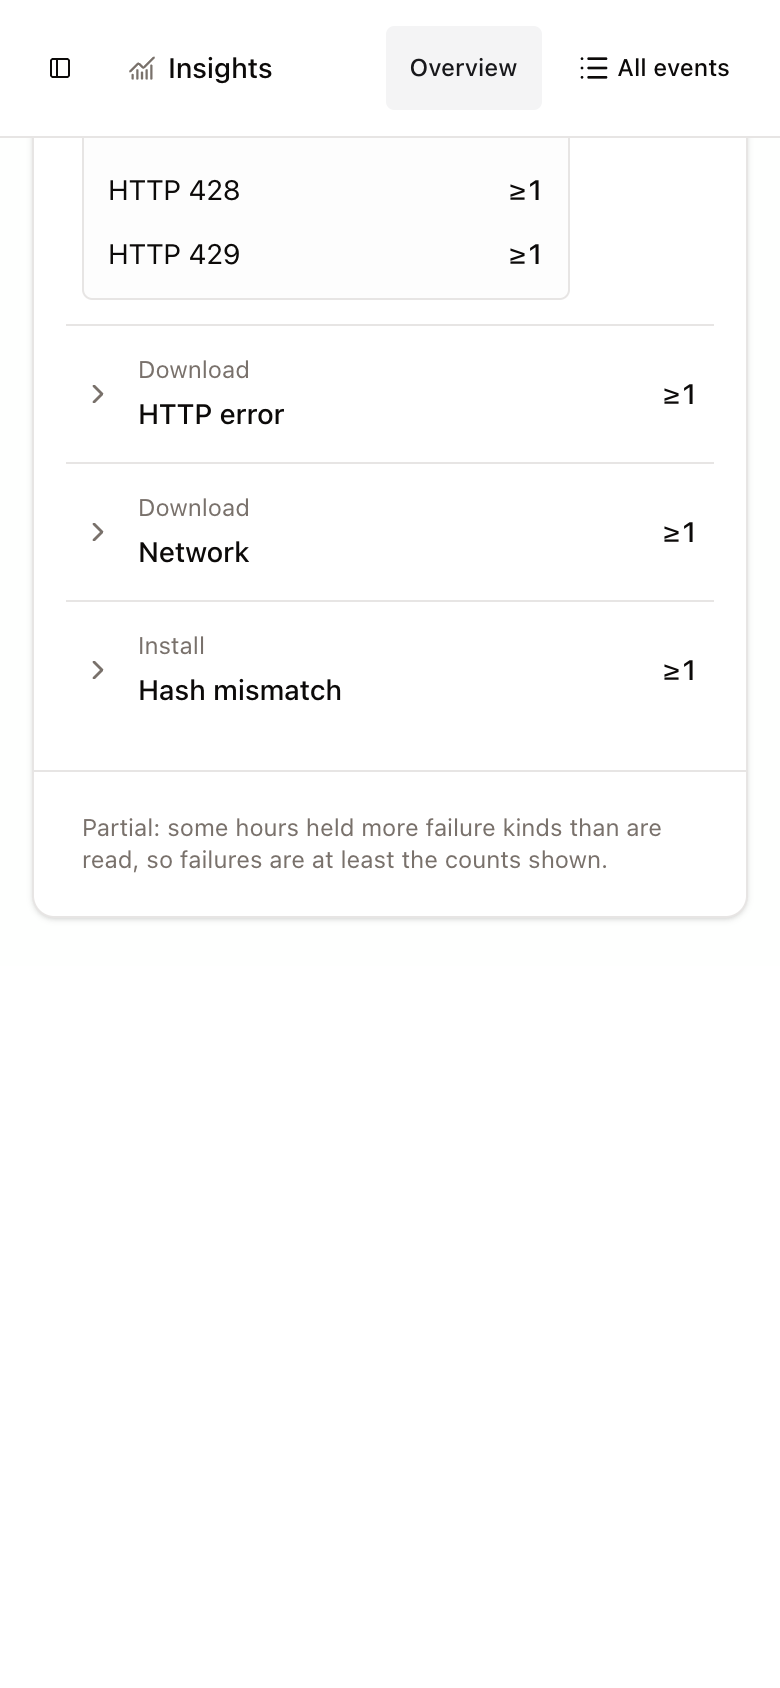 Insights
Overview
All events
HTTP 428 ≥1
HTTP 429 ≥1
Download
HTTP error ≥1
Download
Network ≥1
Install
Hash mismatch ≥1
Partial: some hours held more failure kinds than are
read, so failures are at least the counts shown.